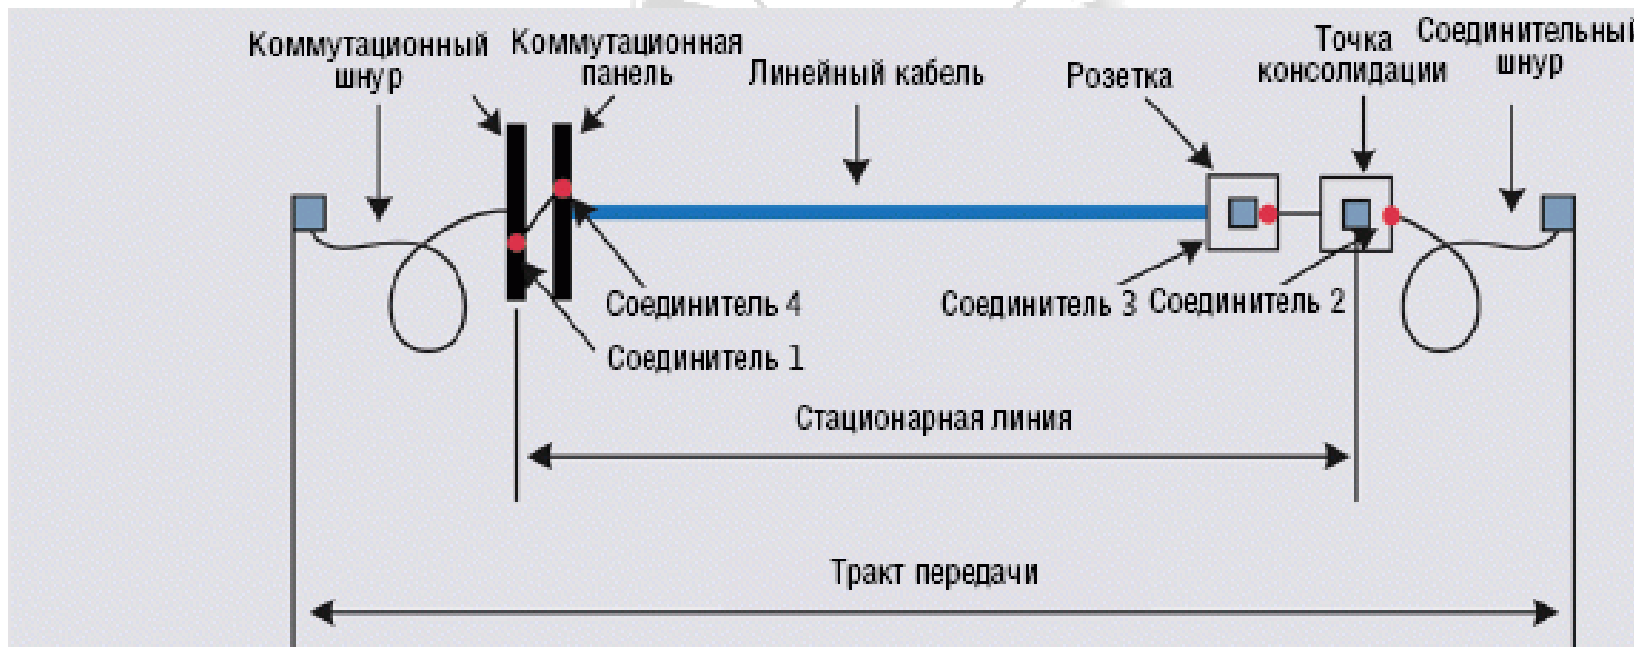 Коммутационный
шнур
Коммутационная
панель
Линейный кабель
Розетка
Точка
консолидации
Соединительный
шнур
Соединитель 4
Соединитель 3
Соединитель 2
Соединитель 1
Стационарная линия
Тракт передачи